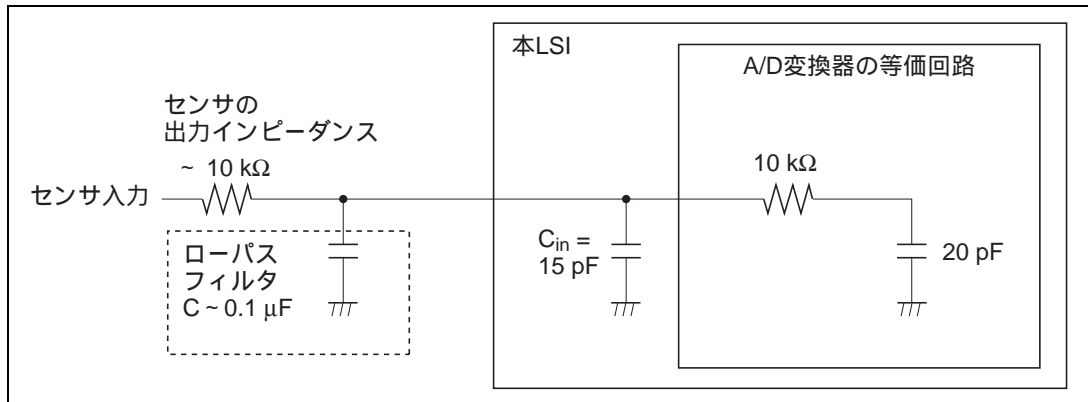 本LSI
A/D変換器の等価回路
センサの
出力インピーダンス
~ 10 kΩ
10 kΩ
センサ入力
ローパス
フィルタ
C ~ 0.1 μF
Cin =
15 pF
20 pF